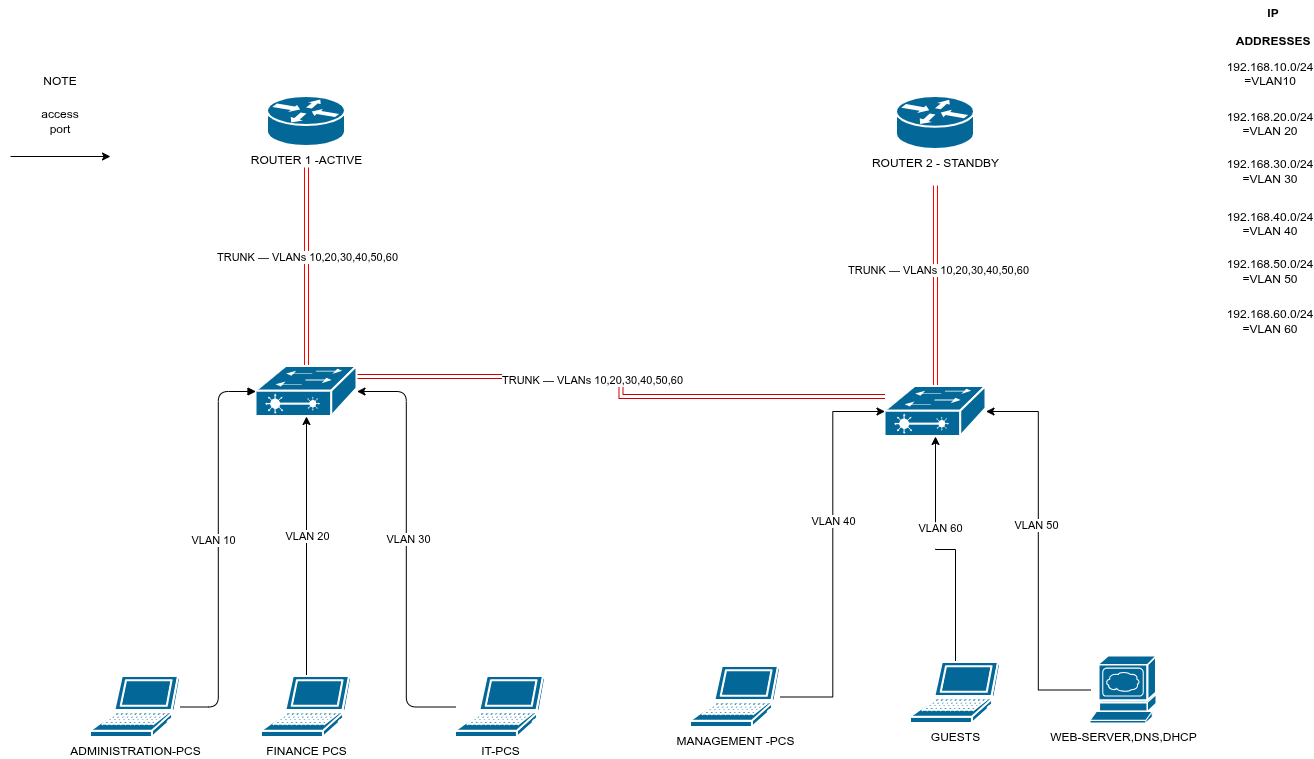 IP
ADDRESSES
192.168.10.0/24
=VLAN10
192.168.20.0/24
=VLAN 20
192.168.30.0/24
=VLAN 30
192.168.40.0/24
=VLAN 40
192.168.50.0/24
=VLAN 50
192.168.60.0/24
=VLAN 60
NOTE
access
port
ROUTER 1 -ACTIVE
ROUTER 2 - STANDBY
TRUNK — VLANs 10,20,30,40,50,60
TRUNK — VLANs 10,20,30,40,50,60
TRUNK — VLANs 10,20,30,40,50,60
VLAN 10
VLAN 20
VLAN 30
VLAN 40
VLAN 60
VLAN 50
ADMINISTRATION-PCS
FINANCE PCS
IT-PCS
MANAGEMENT -PCS
GUESTS
WEB-SERVER,DNS,DHCP